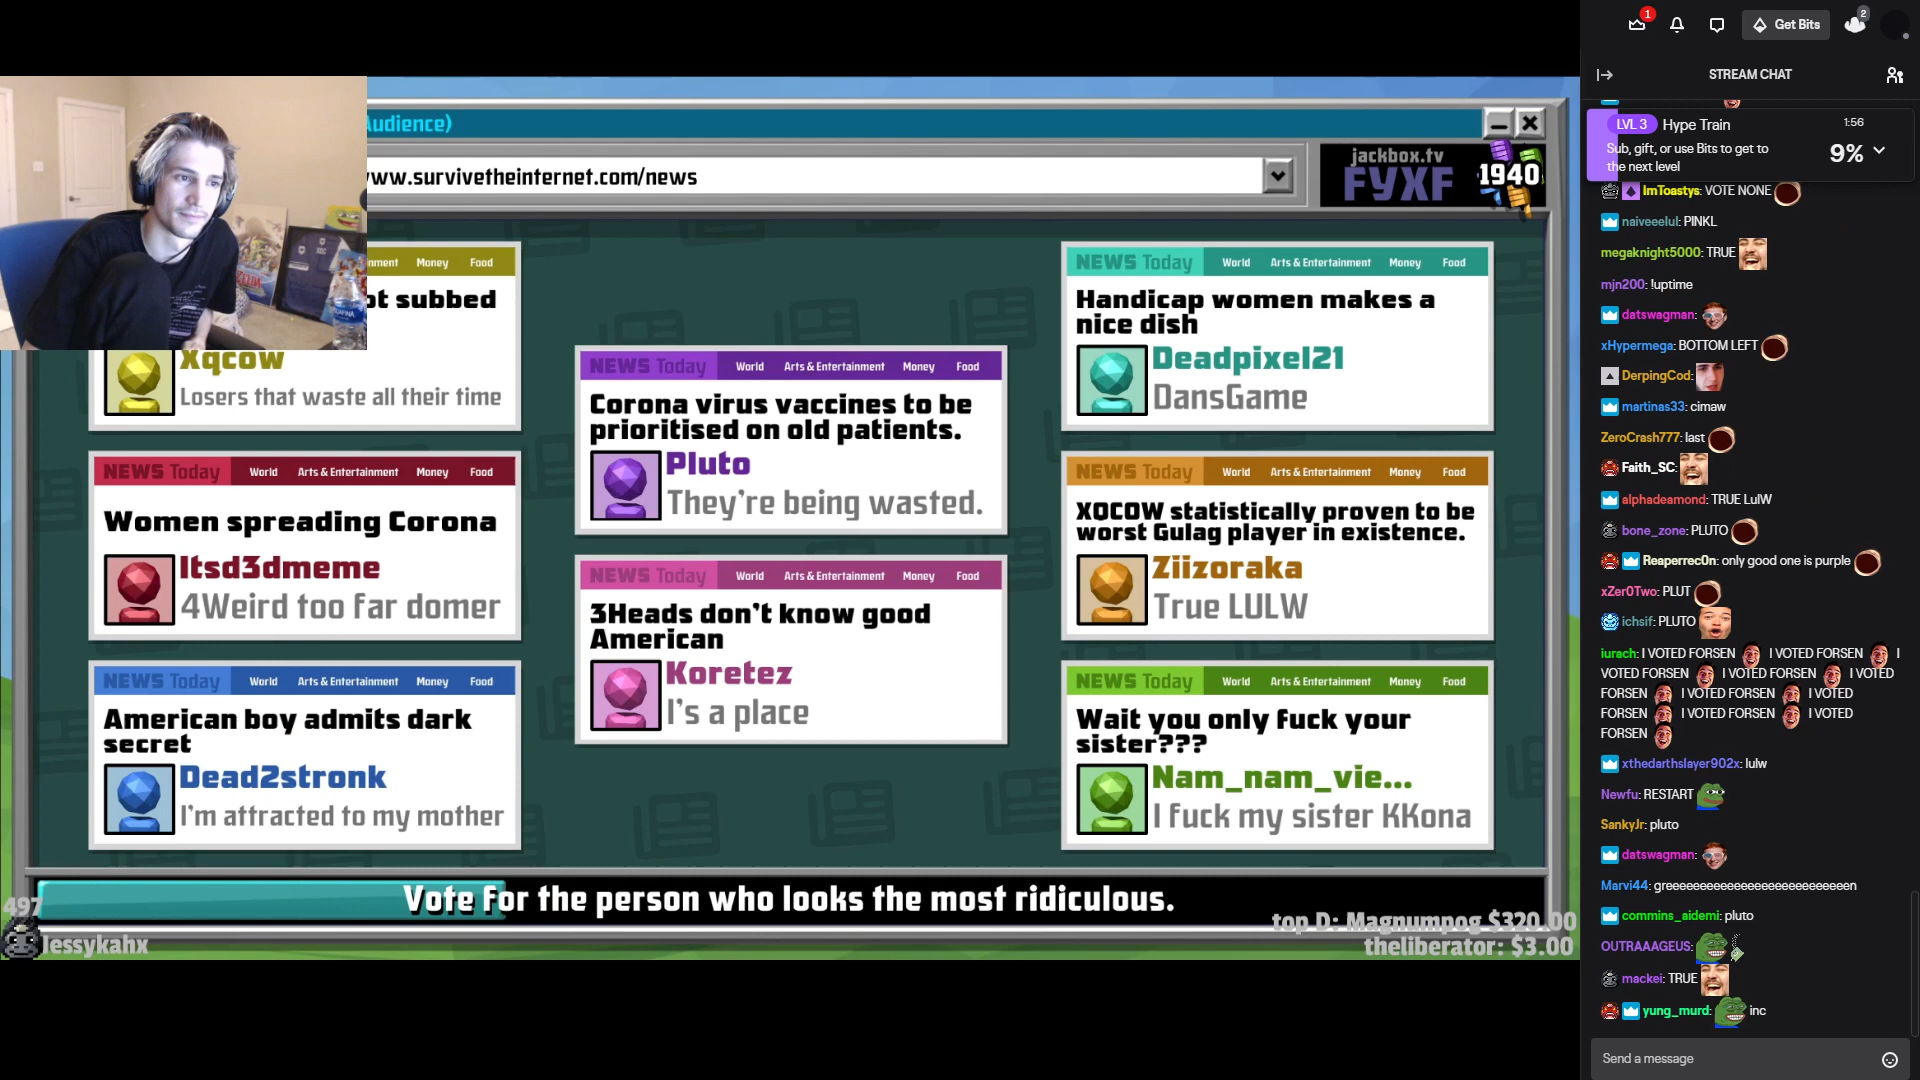 Audience)
www.survivetheinternet.com/news
jackbox.tv
FYXF
1940
Money Food
ot subbed
Xqcow
Losers that waste all their time
NEWS Today World Arts & Entertainment Money Food
Women spreading Corona
Itsd3dmeme
4Weird too far domer
NEWS Today World Arts & Entertainment Money Food
American boy admits dark
secret
Dead2stronk
I'm attracted to my mother
NEWS Today World Arts & Entertainment Money Food
Corona virus vaccines to be
prioritised on old patients.
Pluto
They're being wasted.
NEWS Today World Arts & Entertainment Money Food
3Heads don't know good
American
Koretez
I's a place
NEWS Today World Arts & Entertainment Money Food
Handicap women makes a
nice dish
Deadpixel21
DansGame
NEWS Today World Arts & Entertainment Money Food
XQCOW statistically proven to be
worst Gulag player in existence.
Ziizoraka
True LULW
NEWS Today World Arts & Entertainment Money Food
Wait you only fuck your
sister???
Nam_nam_vie...
I fuck my sister KKona
Vote for the person who looks the most ridiculous.
497
Jessykahx
top D: Magnumpog $320.00
theliberator: $3.00
1
Get Bits
2
STREAM CHAT
LVL 3 Hype Train 1:56
Sub, gift, or use Bits to get to
the next level
9%
ImToastys: VOTE NONE
naiveeelul: PINKL
megaknight5000: TRUE
mjn200: !uptime
datswagman:
xHypermega: BOTTOM LEFT
DerpingCod:
martinas33: cimaw
ZeroCrash777: last
Faith_SC:
alphadeamond: TRUE LulW
bone_zone: PLUTO
Reaperrec0n: only good one is purple
xZer0Two: PLUT
ichsif: PLUTO
iurach: I VOTED FORSEN I VOTED FORSEN I
VOTED FORSEN I VOTED FORSEN I VOTED
FORSEN I VOTED FORSEN I VOTED
FORSEN I VOTED FORSEN I VOTED
FORSEN
xthedarthslayer902x: lulw
Newfu: RESTART
SankyJr: pluto
datswagman:
Marvi44: greeeeeeeeeeeeeeeeeeeeeeeeeeen
commins_aidemi: pluto
OUTRAAAGEUS:
mackei: TRUE
yung_murd: inc
Send a message